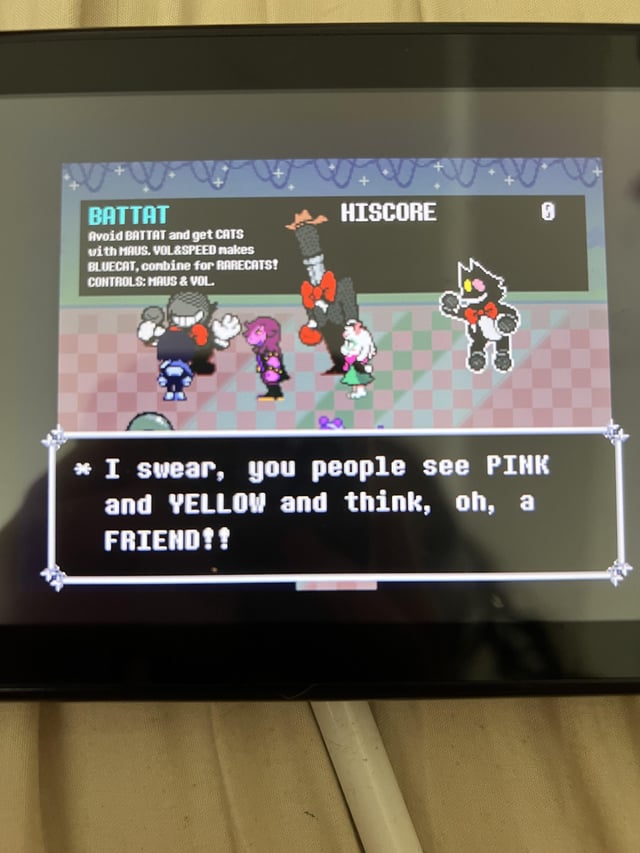 BATTAT
HISCORE 0
Avoid BATTAT and get CATS
with MAUS. VOL&SPEED makes
BLUECAT, combine for RARECATS!
CONTROLS: MAUS & VOL.
* I swear, you people see PINK
and YELLOW and think, oh, a
FRIEND!!